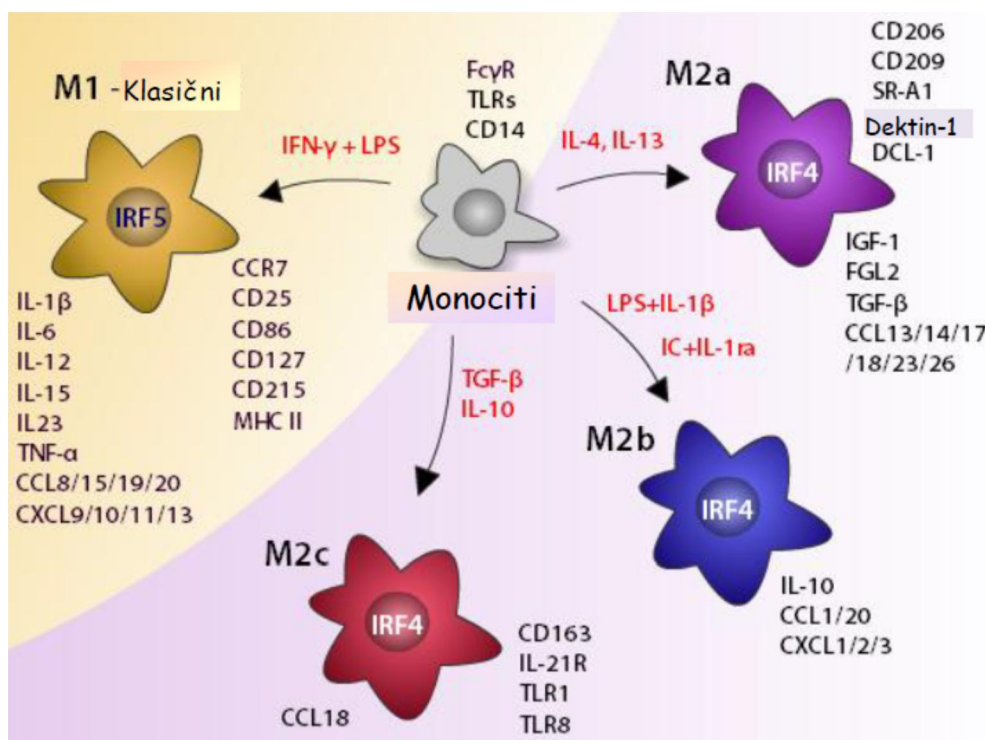 M1 -Klasični
IRF5
IFN-γ + LPS
IL-1β
IL-6
IL-12
IL-15
IL23
TNF-α
CCL8/15/19/20
CXCL9/10/11/13
CCR7
CD25
CD86
CD127
CD215
MHC II
FcγR
TLRs
CD14
Monociti
IL-4, IL-13
M2a
IRF4
CD206
CD209
SR-A1
Dektin-1
DCL-1
IGF-1
FGL2
TGF-β
CCL13/14/17
/18/23/26
LPS+IL-1β
IC+IL-1ra
M2b
IRF4
IL-10
CCL1/20
CXCL1/2/3
TGF-β
IL-10
M2c
IRF4
CCL18
CD163
IL-21R
TLR1
TLR8